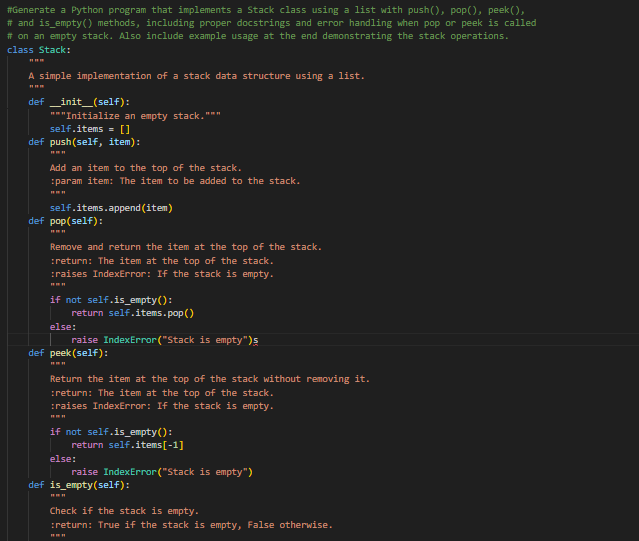 #Generate a Python program that implements a Stack class using a list with push(), pop(), peek(),
# and is_empty() methods, including proper docstrings and error handling when pop or peek is called
# on an empty stack. Also include example usage at the end demonstrating the stack operations.
class Stack:
    """
    A simple implementation of a stack data structure using a list.
    """
    def __init__(self):
        """Initialize an empty stack."""
        self.items = []
    def push(self, item):
        """
        Add an item to the top of the stack.
        :param item: The item to be added to the stack.
        """
        self.items.append(item)
    def pop(self):
        """
        Remove and return the item at the top of the stack.
        :return: The item at the top of the stack.
        :raises IndexError: If the stack is empty.
        """
        if not self.is_empty():
            return self.items.pop()
        else:
            raise IndexError("Stack is empty")s
    def peek(self):
        """
        Return the item at the top of the stack without removing it.
        :return: The item at the top of the stack.
        :raises IndexError: If the stack is empty.
        """
        if not self.is_empty():
            return self.items[-1]
        else:
            raise IndexError("Stack is empty")
    def is_empty(self):
        """
        Check if the stack is empty.
        :return: True if the stack is empty, False otherwise.
        """